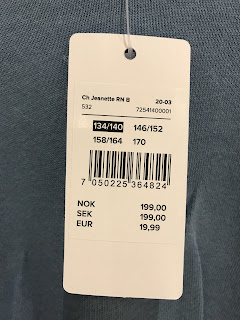 Ch Jeanette RN B 20-03
532 72541400001
134/140 146/152
158/164 170
7 050225 364824
NOK 199,00
SEK 199,00
EUR 19,99